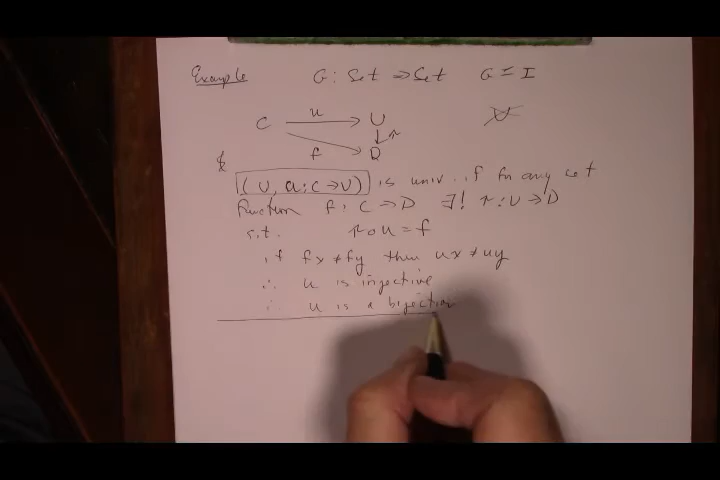 Example G: Set → Set G = I
C u U
r
f D
(U, u: C → U) is univ. if for any set
function f: C → D ∃! r: U → D
s.t. r∘u = f
if fx ≠ fy then ux ≠ uy
∴ u is injective
∴ u is a bijection